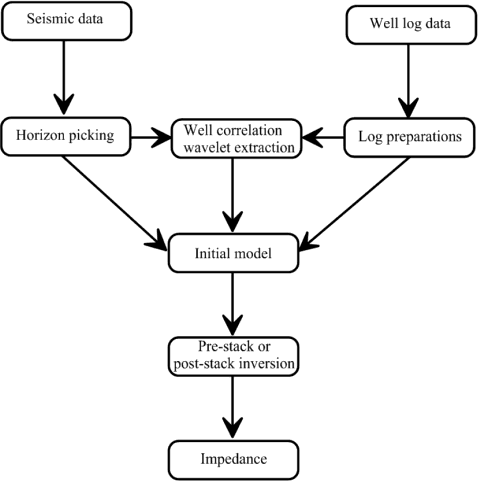 Seismic data
Well log data
Horizon picking
Well correlation
wavelet extraction
Log preparations
Initial model
Pre-stack or
post-stack inversion
Impedance